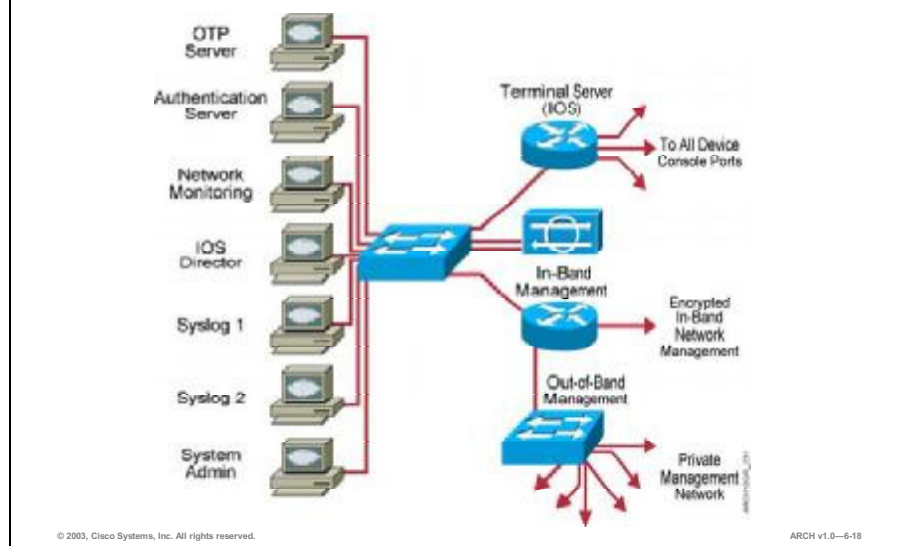 OTP
Server
Authentication
Server
Network
Monitoring
IOS
Director
Syslog 1
Syslog 2
System
Admin
Terminal Server
(IOS)
To All Device
Console Ports
In-Band
Management
Encrypted
In-Band
Network
Management
Out-of-Band
Management
Private
Management
Network
© 2003, Cisco Systems, Inc. All rights reserved.
ARCH v1.0—6-18